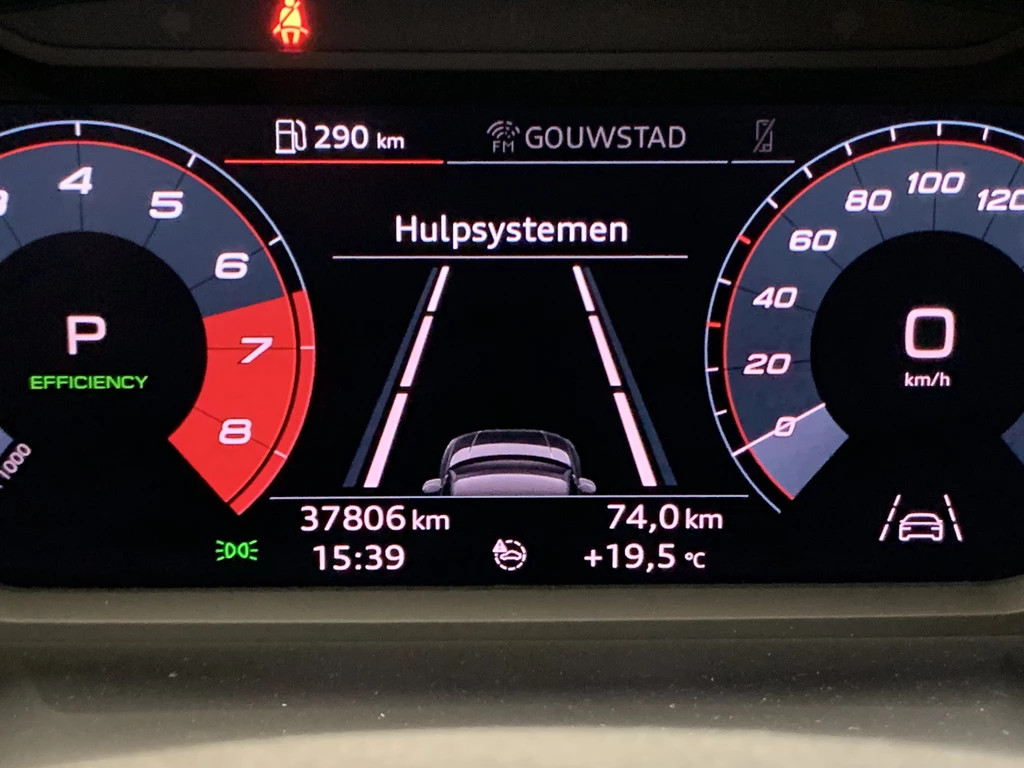 290 km
FM GOUWSTAD
Hulpsystemen
4
5
6
7
8
P
EFFICIENCY
1000
0
20
40
60
80
100
120
0
km/h
37806 km
74,0 km
15:39
+19,5 °C